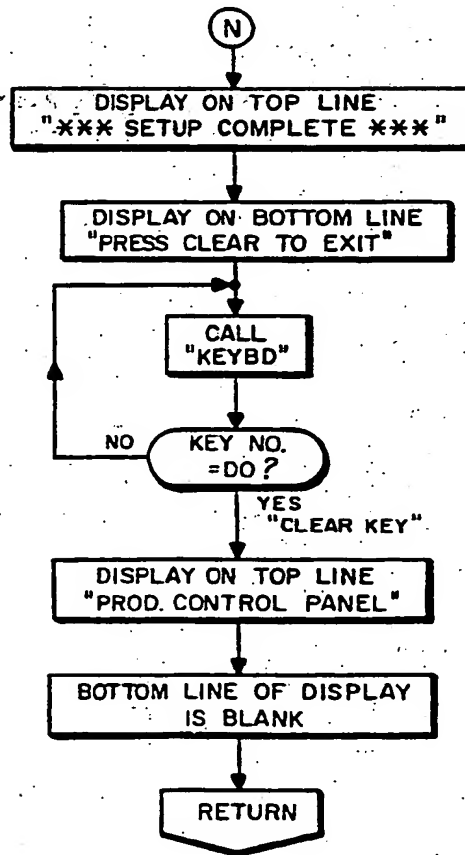 N
DISPLAY ON TOP LINE
"*** SETUP COMPLETE ***"
DISPLAY ON BOTTOM LINE
"PRESS CLEAR TO EXIT"
CALL
"KEYBD"
NO
KEY NO.
=DO?
YES
"CLEAR KEY"
DISPLAY ON TOP LINE
"PROD. CONTROL PANEL"
BOTTOM LINE OF DISPLAY
IS BLANK
RETURN